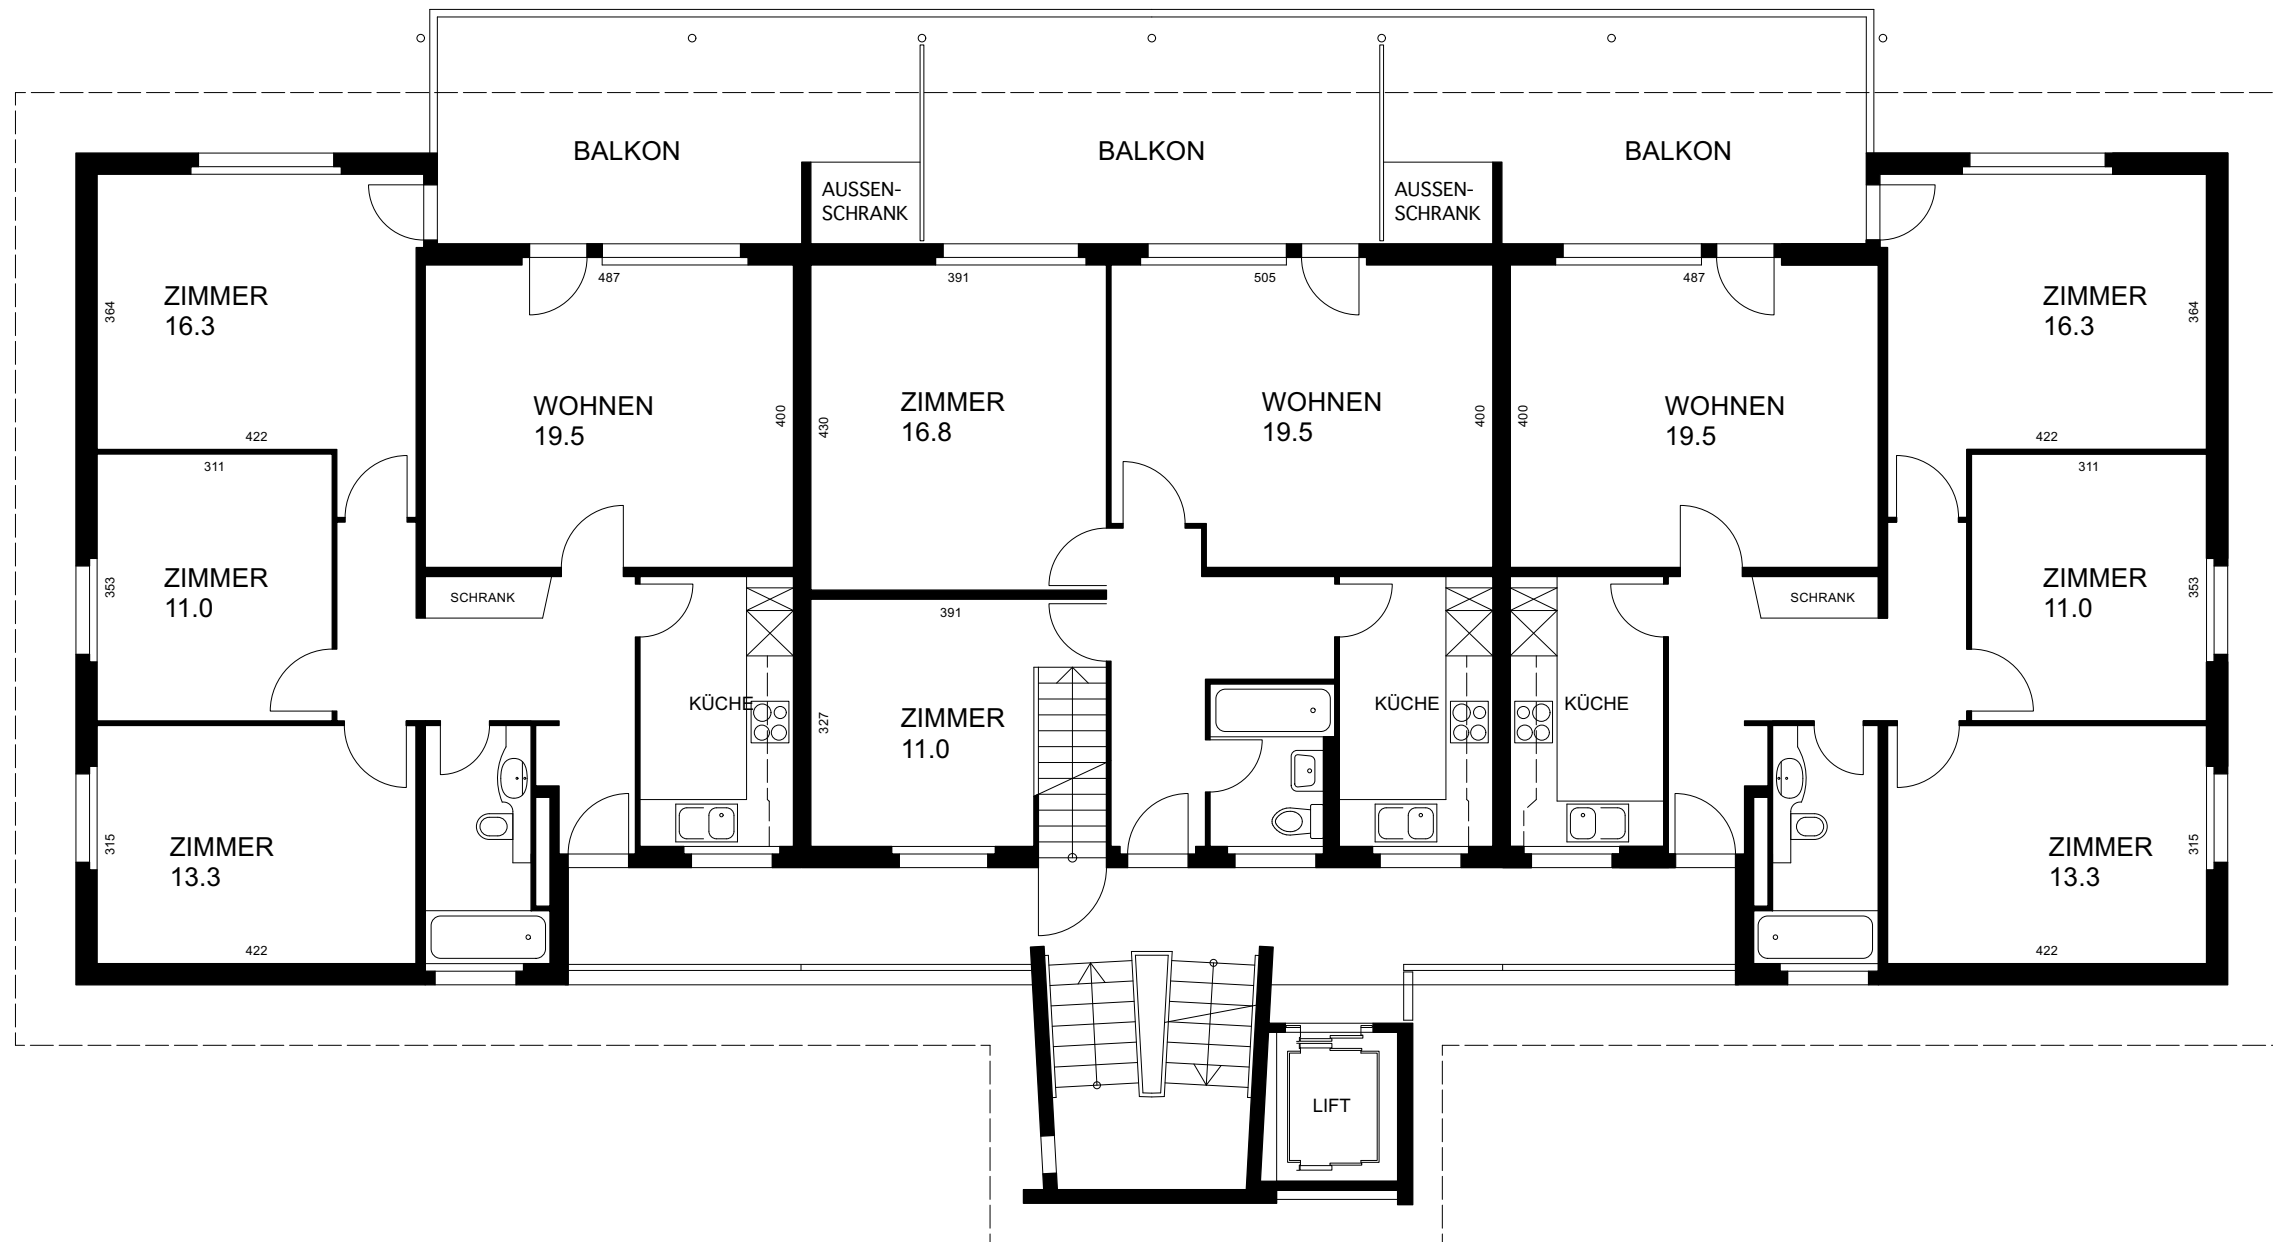 BALKON
BALKON
BALKON
AUSSEN-
SCHRANK
AUSSEN-
SCHRANK
487
391
505
487
ZIMMER
16.3
364
422
ZIMMER
16.3
364
422
WOHNEN
19.5
400
ZIMMER
16.8
430
WOHNEN
19.5
400
WOHNEN
19.5
400
311
ZIMMER
11.0
353
311
ZIMMER
11.0
353
SCHRANK
SCHRANK
391
ZIMMER
11.0
327
KÜCHE
KÜCHE
KÜCHE
ZIMMER
13.3
315
422
ZIMMER
13.3
315
422
LIFT